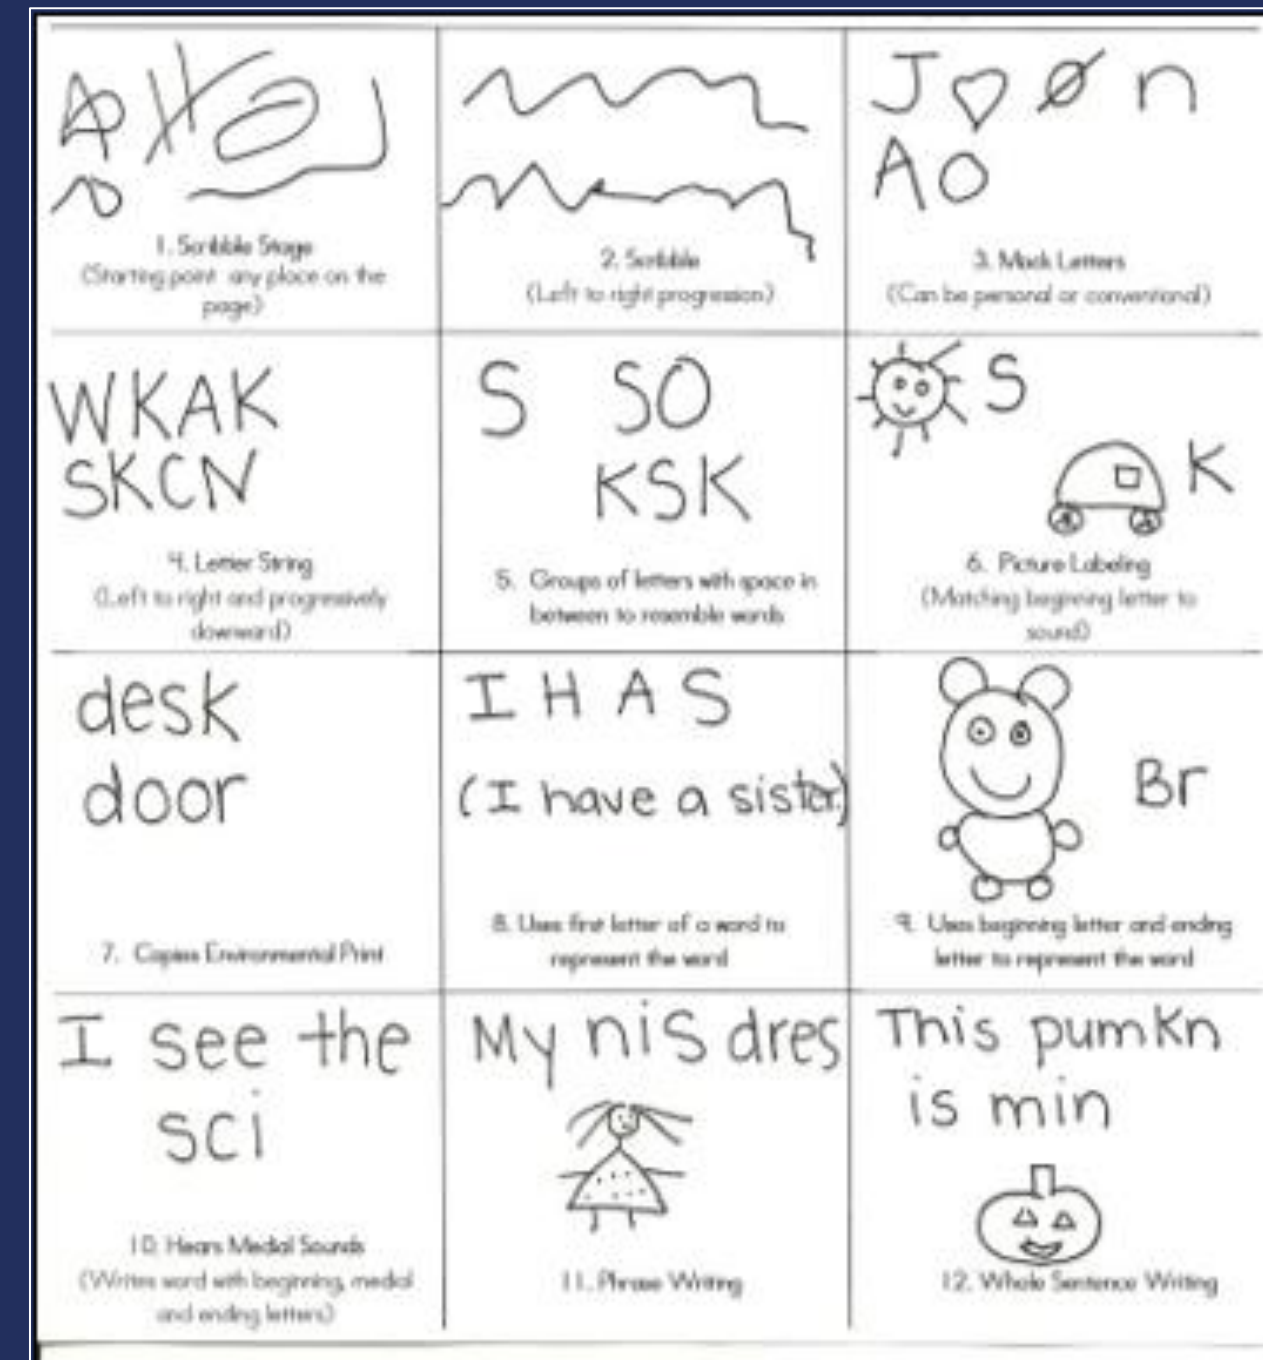 J n
A O
1. Scribble Stage
(Starting point any place on the
page)
2. Scribble
(Left to right progression)
3. Mock Letters
(Can be personal or conventional)
WKAK
SKCN
4. Letter String
(Left to right and progressively
downward)
S SO
KSK
5. Groups of letters with space in
between to resemble words
S
K
6. Picture Labeling
(Matching beginning letter to
sound)
desk
door
7. Copies Environmental Print
I H A S
(I have a sister.)
8. Uses first letter of a word to
represent the word
Br
9. Uses beginning letter and ending
letter to represent the word
I see the
sci
10. Hears Medial Sounds
(Writes word with beginning, medial
and ending letters)
My nis dres
11. Phrase Writing
This pumkn
is min
12. Whole Sentence Writing